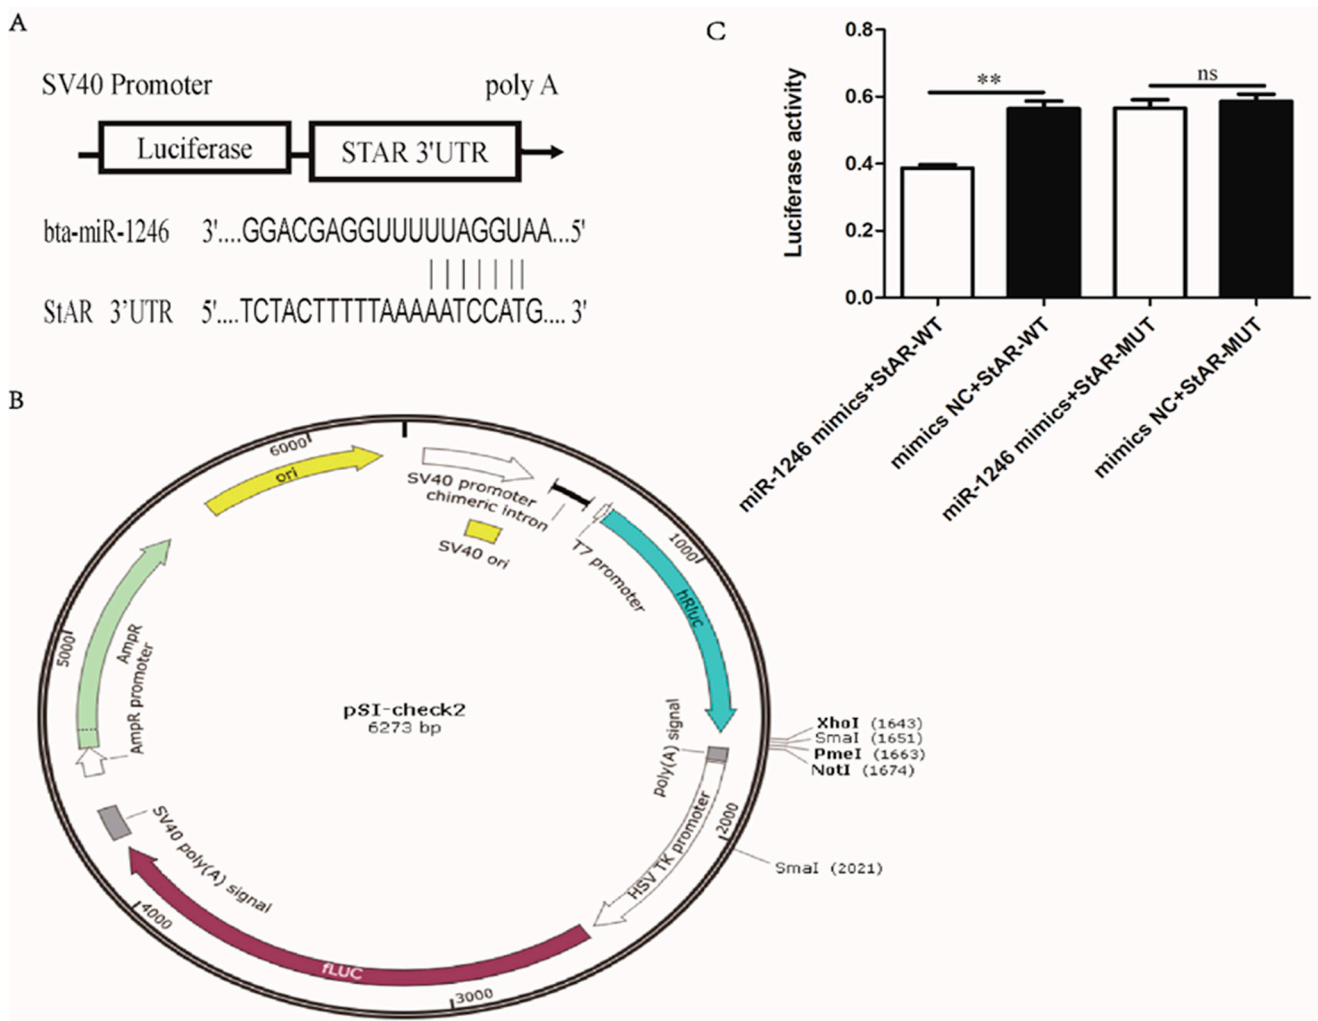 A
SV40 Promoter poly A
Luciferase STAR 3'UTR
bta-miR-1246 3'....GGACGAGGUUUUUAGGUAA...5'
StAR 3’UTR 5'....TCTACTTTTTAAAAATCCATG.... 3'
B
6000
ori
SV40 promoter
chimeric intron
SV40 ori
T7 promoter
1000
hRluc
AmpR
AmpR promoter
5000
pSI-check2
6273 bp
poly(A) signal
XhoI (1643)
SmaI (1651)
PmeI (1663)
NotI (1674)
2000
HSV TK promoter
SmaI (2021)
SV40 poly(A) signal
4000
fLUC
3000
C
Luciferase activity
0.8
0.6
0.4
0.2
0.0
**
ns
miR-1246 mimics+StAR-WT
mimics NC+StAR-WT
miR-1246 mimics+StAR-MUT
mimics NC+StAR-MUT